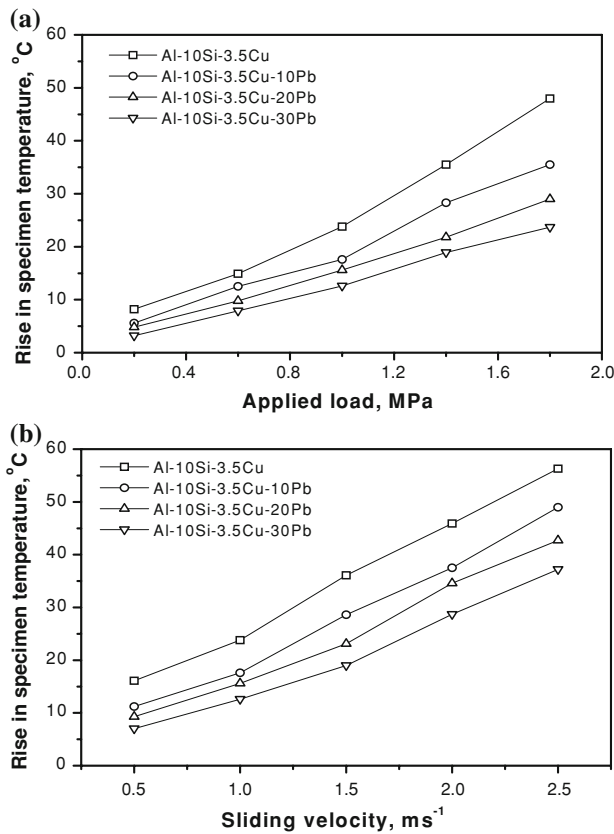 (a)
60
50
40
30
20
10
0
Rise in specimen temperature, °C
Al-10Si-3.5Cu
Al-10Si-3.5Cu-10Pb
Al-10Si-3.5Cu-20Pb
Al-10Si-3.5Cu-30Pb
0.0 0.4 0.8 1.2 1.6 2.0
Applied load, MPa
(b)
60
50
40
30
20
10
0
Rise in specimen temperature, °C
Al-10Si-3.5Cu
Al-10Si-3.5Cu-10Pb
Al-10Si-3.5Cu-20Pb
Al-10Si-3.5Cu-30Pb
0.5 1.0 1.5 2.0 2.5
Sliding velocity, ms⁻¹